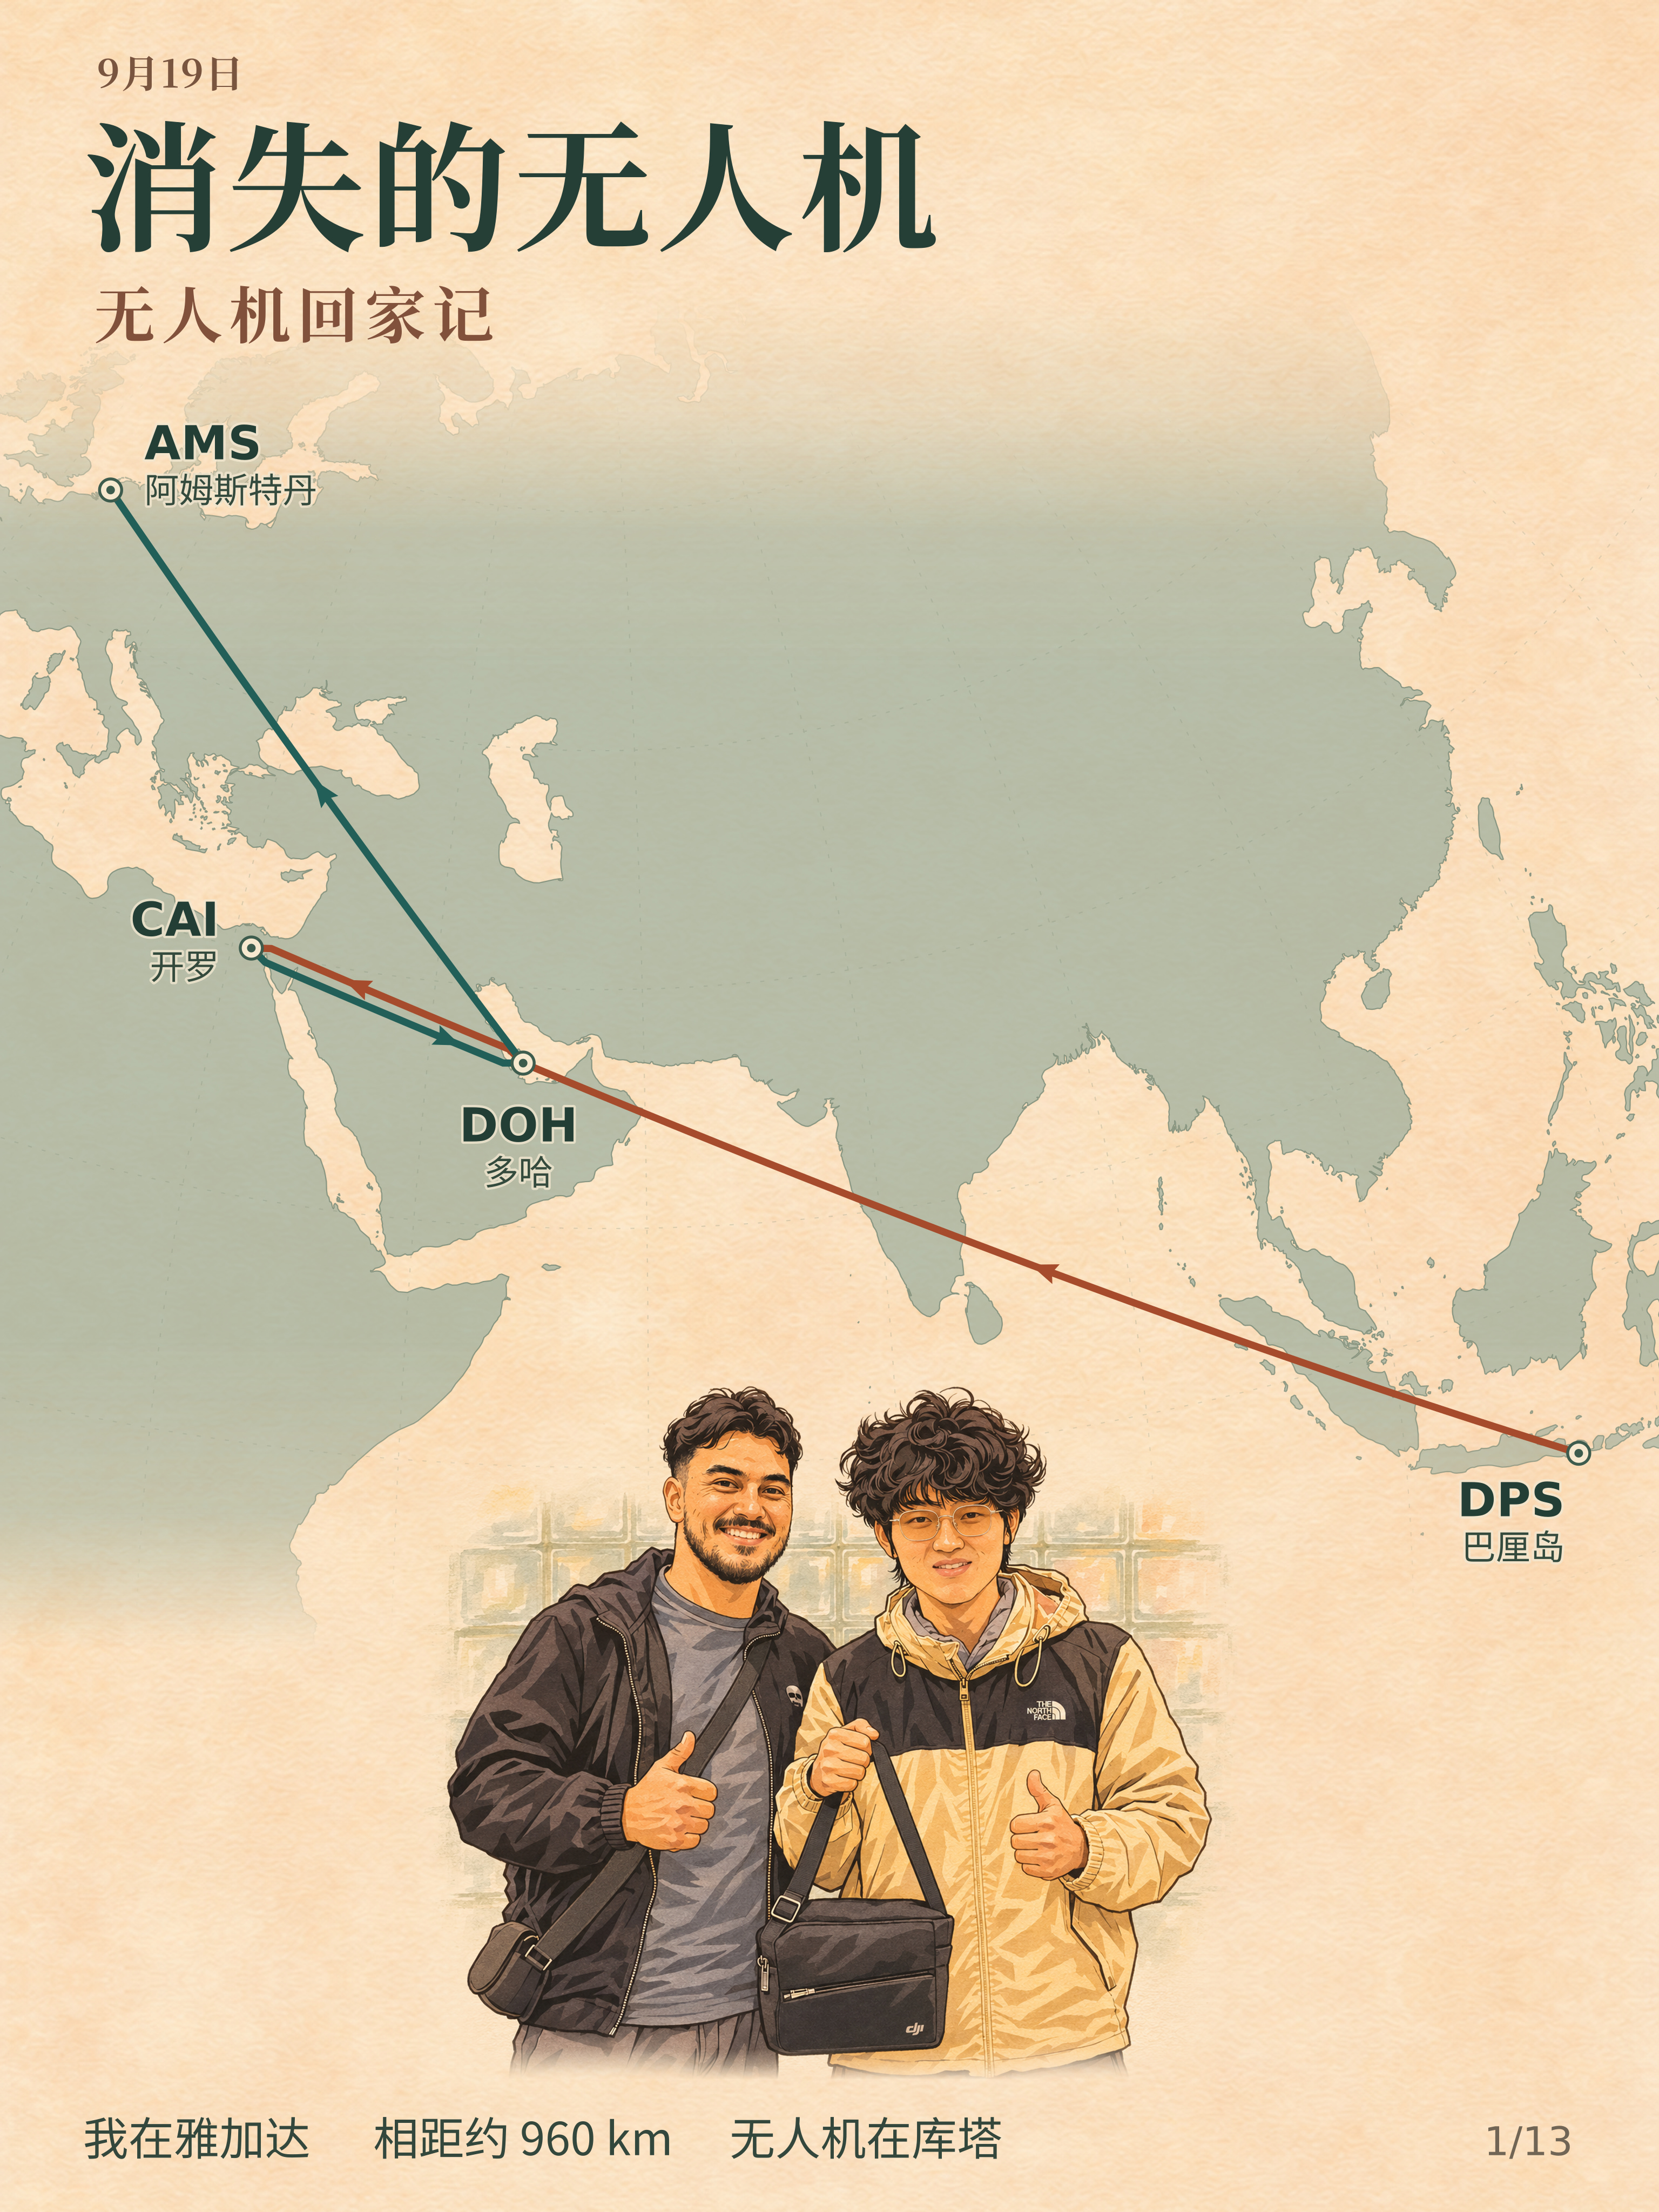 9月19日
消失的无人机
无人机回家记
AMS
阿姆斯特丹
CAI
开罗
DOH
多哈
DPS
巴厘岛
THE
NORTH
FACE
dji
我在雅加达 相距约 960 km 无人机在库塔
1/13